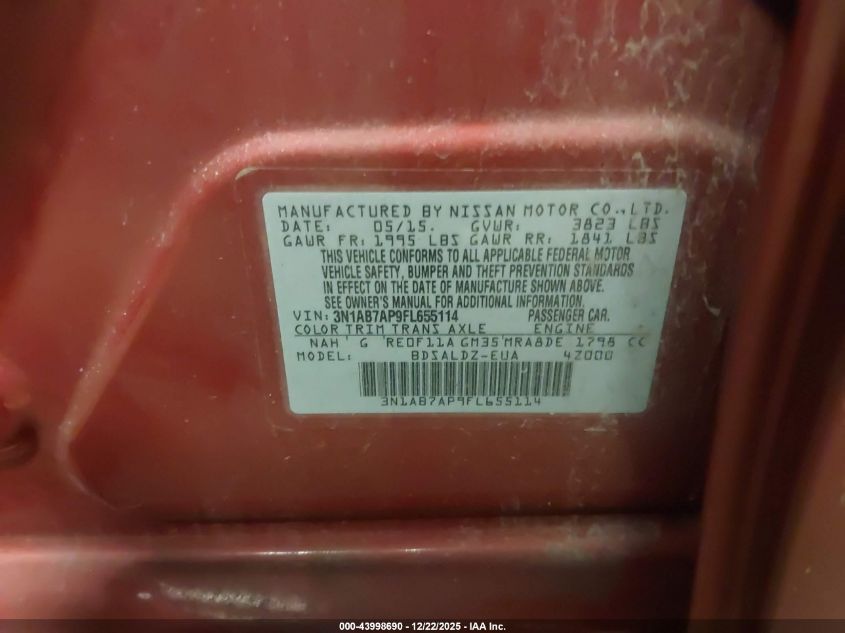 MANUFACTURED BY NISSAN MOTOR CO.,LTD.
DATE: 05/15. GVWR: 3823 LBS
GAWR FR: 1995 LBS GAWR RR: 1841 LBS
THIS VEHICLE CONFORMS TO ALL APPLICABLE FEDERAL MOTOR
VEHICLE SAFETY, BUMPER AND THEFT PREVENTION STANDARDS
IN EFFECT ON THE DATE OF MANUFACTURE SHOWN ABOVE.
SEE OWNER'S MANUAL FOR ADDITIONAL INFORMATION.
VIN: 3N1AB7AP9FL655114 PASSENGER CAR.
COLOR TRIM TRANS AXLE ENGINE
NAH G RE0F11A GM35 MRA8DE 1798 CC
MODEL: BDSALDZ-EUA 4Z000
3N1AB7AP9FL655114
000-43998690 - 12/22/2025 - IAA Inc.